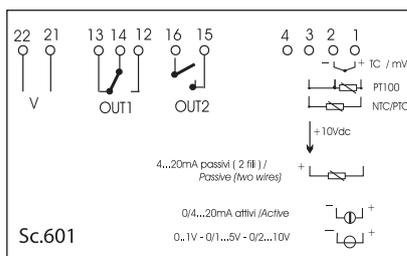 22 21 13 14 12 16 15 4 3 2 1
- + TC / mV
PT100
NTC/PTC
V OUT1 OUT2
+10Vdc
4...20mA passivi ( 2 fili ) / +
Passive (two wires)
0/4...20mA attivi /Active - +
0..1V - 0/1...5V - 0/2...10V - +
Sc.601